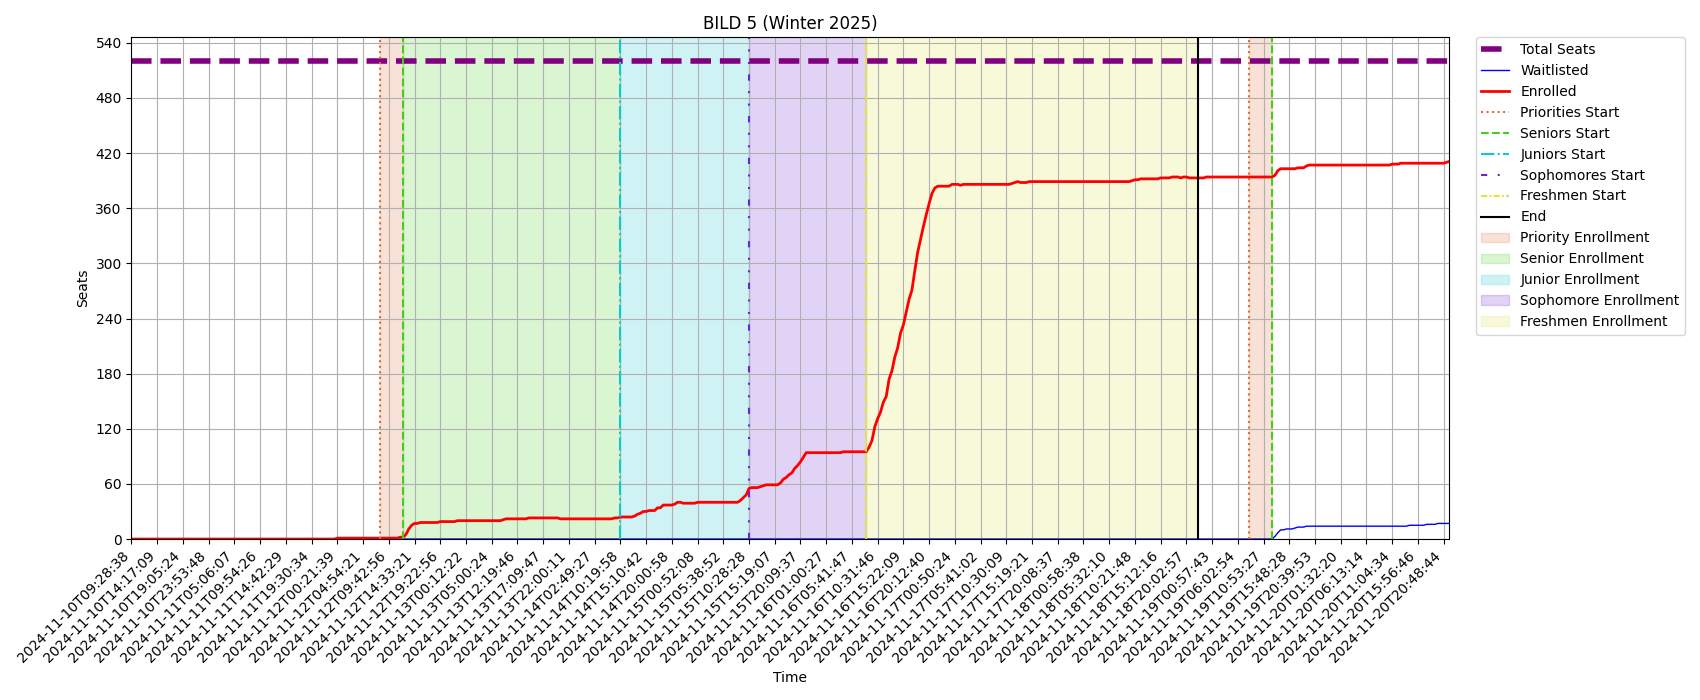 BILD 5 (Winter 2025)
540
480
420
360
300
240
180
120
60
0
Seats
2024-11-10T09:28:38
2024-11-10T14:17:09
2024-11-10T19:05:24
2024-11-10T23:53:48
2024-11-11T05:06:07
2024-11-11T09:54:26
2024-11-11T14:42:29
2024-11-11T19:30:34
2024-11-12T00:21:39
2024-11-12T04:54:21
2024-11-12T09:42:56
2024-11-12T14:33:21
2024-11-12T19:22:56
2024-11-13T00:12:22
2024-11-13T05:00:24
2024-11-13T12:19:46
2024-11-13T17:09:47
2024-11-13T22:00:11
2024-11-14T02:49:27
2024-11-14T10:19:58
2024-11-14T15:10:42
2024-11-14T20:00:58
2024-11-15T00:52:08
2024-11-15T05:38:52
2024-11-15T10:28:28
2024-11-15T15:19:07
2024-11-15T20:09:37
2024-11-16T01:00:27
2024-11-16T05:41:47
2024-11-16T10:31:46
2024-11-16T15:22:09
2024-11-16T20:12:40
2024-11-17T00:50:24
2024-11-17T05:41:02
2024-11-17T10:30:09
2024-11-17T15:19:21
2024-11-17T20:08:37
2024-11-18T00:58:38
2024-11-18T05:32:10
2024-11-18T10:21:48
2024-11-18T15:12:16
2024-11-18T20:02:57
2024-11-19T00:57:43
2024-11-19T06:02:54
2024-11-19T10:53:27
2024-11-19T15:48:28
2024-11-19T20:39:53
2024-11-20T01:32:20
2024-11-20T06:13:14
2024-11-20T11:04:34
2024-11-20T15:56:46
2024-11-20T20:48:44
Time
Total Seats
Waitlisted
Enrolled
Priorities Start
Seniors Start
Juniors Start
Sophomores Start
Freshmen Start
End
Priority Enrollment
Senior Enrollment
Junior Enrollment
Sophomore Enrollment
Freshmen Enrollment